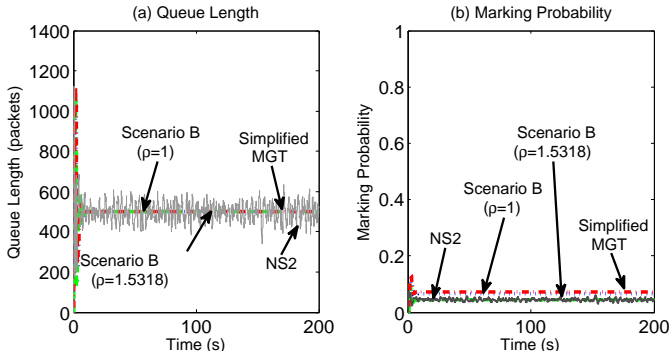 (a) Queue Length
1400
1200
1000
800
600
400
200
0
Queue Length (packets)
Scenario B
(ρ=1)
Simplified
MGT
Scenario B
(ρ=1.5318)
NS2
0
100
200
Time (s)
(b) Marking Probability
1
0.8
0.6
0.4
0.2
0
Marking Probability
Scenario B
(ρ=1.5318)
Scenario B
(ρ=1)
NS2
Simplified
MGT
0
100
200
Time (s)